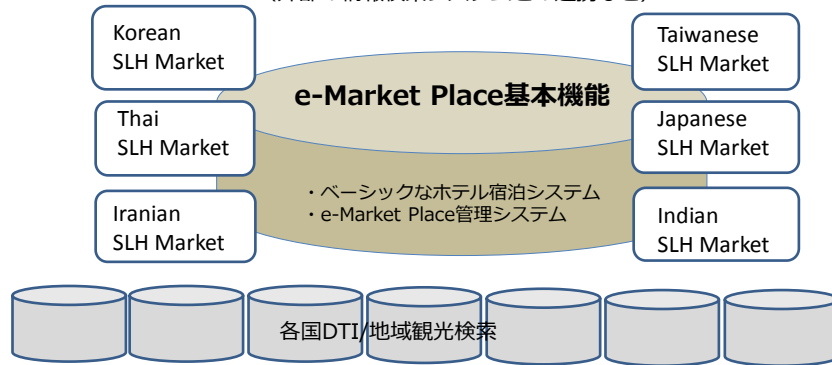 Korean
SLH Market
Taiwanese
SLH Market
e-Market Place基本機能
Thai
SLH Market
Japanese
SLH Market
・ベーシックなホテル宿泊システム
・e-Market Place管理システム
Iranian
SLH Market
Indian
SLH Market
各国DTI/地域観光検索